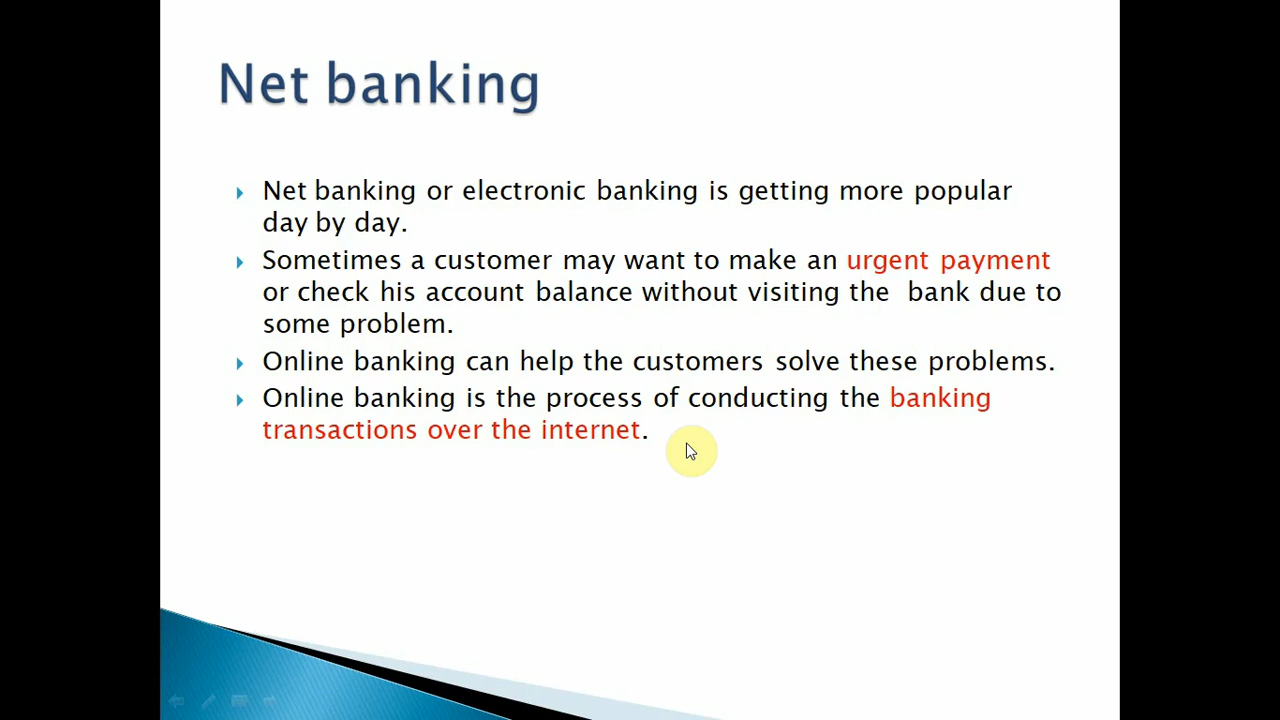 Net banking
Net banking or electronic banking is getting more popular
day by day.
Sometimes a customer may want to make an urgent payment
or check his account balance without visiting the  bank due to
some problem.
Online banking can help the customers solve these problems.
Online banking is the process of conducting the banking
transactions over the internet.